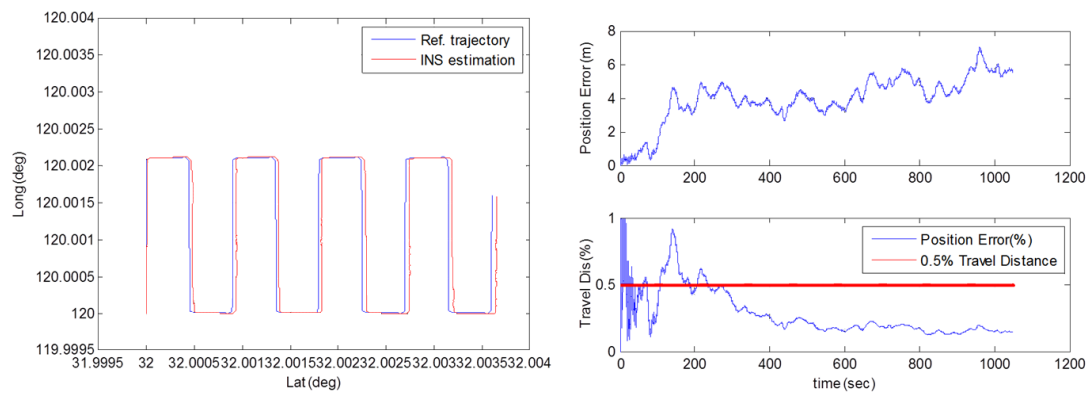 120.004
120.0035
120.003
120.0025
120.002
120.0015
120.001
120.0005
120
119.9995
31.9995 32 32.0005 32.001 32.0015 32.002 32.0025 32.003 32.0035 32.004
Long(deg)
Lat(deg)
Ref. trajectory
INS estimation
8
6
4
2
0
0 200 400 600 800 1000 1200
Position Error(m)
1
0.5
0
0 200 400 600 800 1000 1200
Travel Dis(%)
time(sec)
Position Error(%)
0.5% Travel Distance